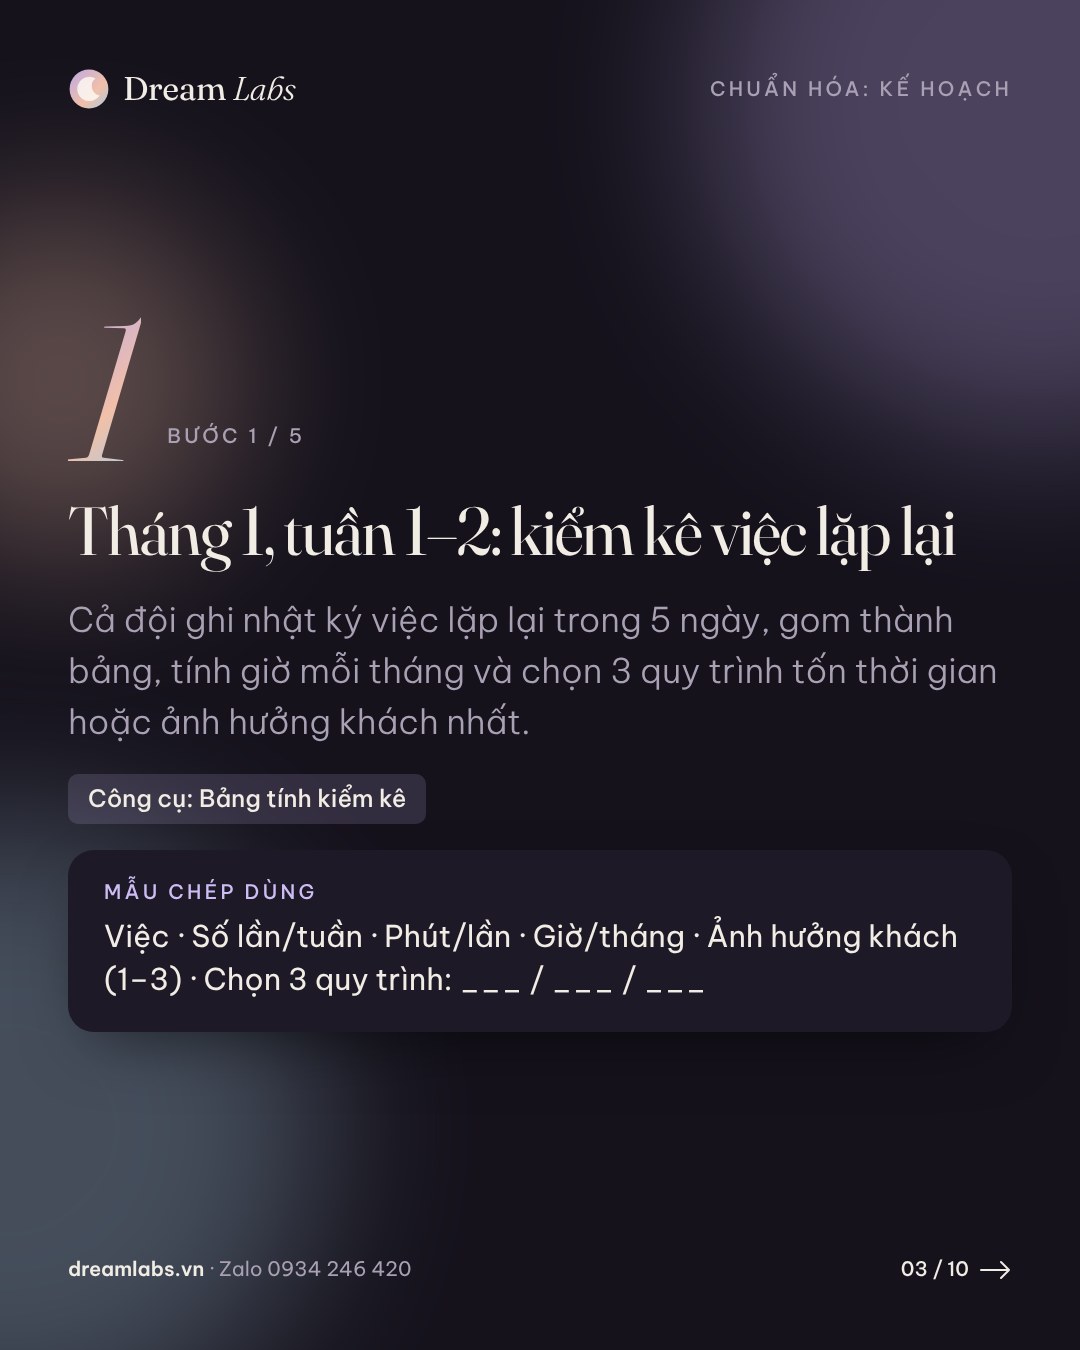 Dream Labs
CHUẨN HÓA: KẾ HOẠCH
1
BƯỚC 1 / 5
Tháng 1, tuần 1–2: kiểm kê việc lặp lại
Cả đội ghi nhật ký việc lặp lại trong 5 ngày, gom thành
bảng, tính giờ mỗi tháng và chọn 3 quy trình tốn thời gian
hoặc ảnh hưởng khách nhất.
Công cụ: Bảng tính kiểm kê
MẪU CHÉP DÙNG
Việc · Số lần/tuần · Phút/lần · Giờ/tháng · Ảnh hưởng khách
(1–3) · Chọn 3 quy trình: ___ / ___ / ___
dreamlabs.vn · Zalo 0934 246 420
03 / 10 →